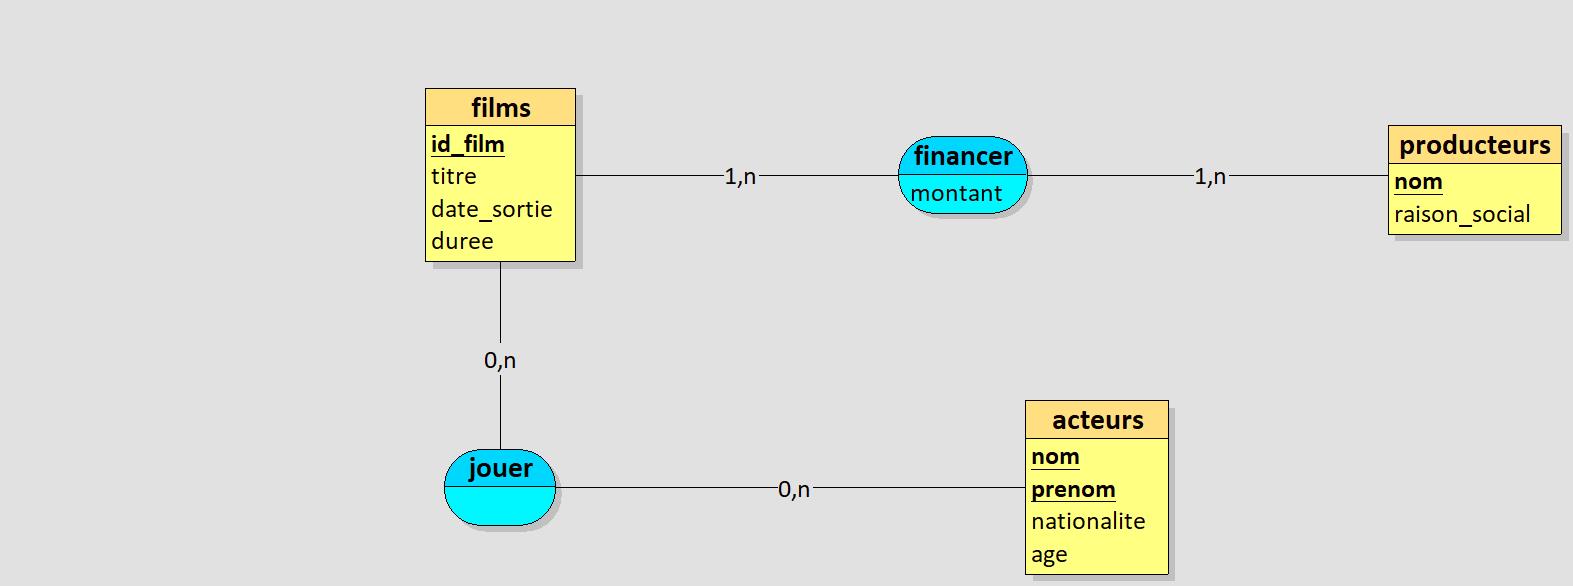 films
id_film
titre
date_sortie
duree
1,n
financer
montant
1,n
producteurs
nom
raison_social
0,n
jouer
0,n
acteurs
nom
prenom
nationalite
age